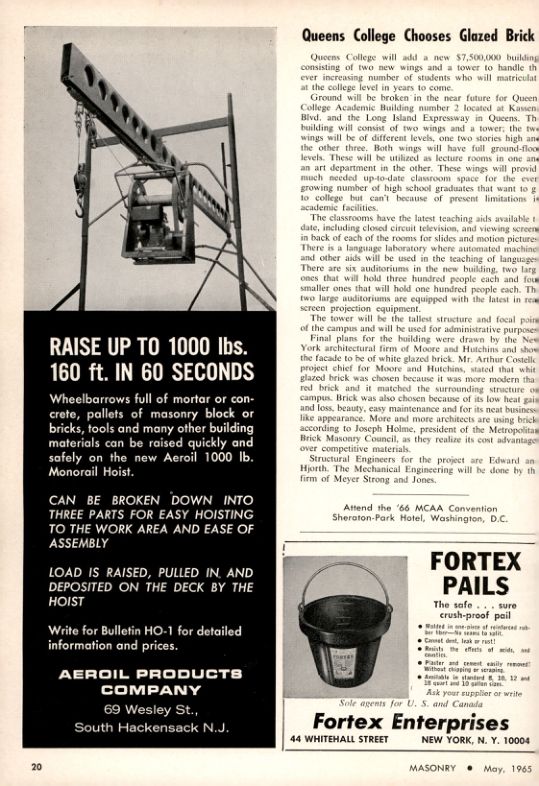 RAISE UP TO 1000 lbs.
160 ft. IN 60 SECONDS
Wheelbarrows full of mortar or con-
crete, pallets of masonry block or
bricks, tools and many other building
materials can be raised quickly and
safely on the new Aeroil 1000 lb.
Monorail Hoist.
CAN BE BROKEN DOWN INTO
THREE PARTS FOR EASY HOISTING
TO THE WORK AREA AND EASE OF
ASSEMBLY
LOAD IS RAISED, PULLED IN, AND
DEPOSITED ON THE DECK BY THE
HOIST
Write for Bulletin HO-1 for detailed
information and prices.
AEROIL PRODUCTS
COMPANY
69 Wesley St.,
South Hackensack N.J.
Queens College Chooses Glazed Brick
Queens College will add a new $7,500,000 building
consisting of two new wings and a tower to handle th
ever increasing number of students who will matriculat
at the college level in years to come.
Ground will be broken in the near future for Queen
College Academic Building number 2 located at Kassen
Blvd. and the Long Island Expressway in Queens. Th
building will consist of two wings and a tower; the tw
wings will be of different levels, one two stories high an
the other three. Both wings will have full ground-floo
levels. These will be utilized as lecture rooms in one an
an art department in the other. These wings will provid
much needed up-to-date classroom space for the ever
growing number of high school graduates that want to g
to college but can't because of present limitations i
academic facilities.
The classrooms have the latest teaching aids available t
date, including closed circuit television, and viewing screen
in back of each of the rooms for slides and motion pictures
There is a language laboratory where automated machine
and other aids will be used in the teaching of languages
There are six auditoriums in the new building, two larg
ones that will hold three hundred people each and fou
smaller ones that will hold one hundred people each. Th
two large auditoriums are equipped with the latest in rea
screen projection equipment.
The tower will be the tallest structure and focal poin
of the campus and will be used for administrative purposes
Final plans for the building were drawn by the New
York architectural firm of Moore and Hutchins and show
the facade to be of white glazed brick. Mr. Arthur Costell
project chief for Moore and Hutchins, stated that whit
glazed brick was chosen because it was more modern tha
red brick and it matched the surrounding structure o
campus. Brick was also chosen because of its low heat gain
and loss, beauty, easy maintenance and for its neat business
like appearance. More and more architects are using brick
according to Joseph Holme, president of the Metropolitan
Brick Masonry Council, as they realize its cost advantage
over competitive materials.
Structural Engineers for the project are Edward an
Hjorth. The Mechanical Engineering will be done by th
firm of Meyer Strong and Jones.
Attend the '66 MCAA Convention
Sheraton-Park Hotel, Washington, D.C.
FORTEX
PAILS
The safe . . . sure
crush-proof pail
• Molded in one-piece of reinforced rub-
ber fiber—No seams to split.
• Cannot dent, leak or rust!
• Resists the effects of acids, and
caustics.
• Plaster and cement easily removed!
Without chipping or scraping.
• Available in standard 8, 10, 12 and
18 quart and 10 gallon sizes.
Ask your supplier or write
Sole agents for U. S. and Canada
Fortex Enterprises
44 WHITEHALL STREET NEW YORK, N. Y. 10004
20
MASONRY • May, 1965